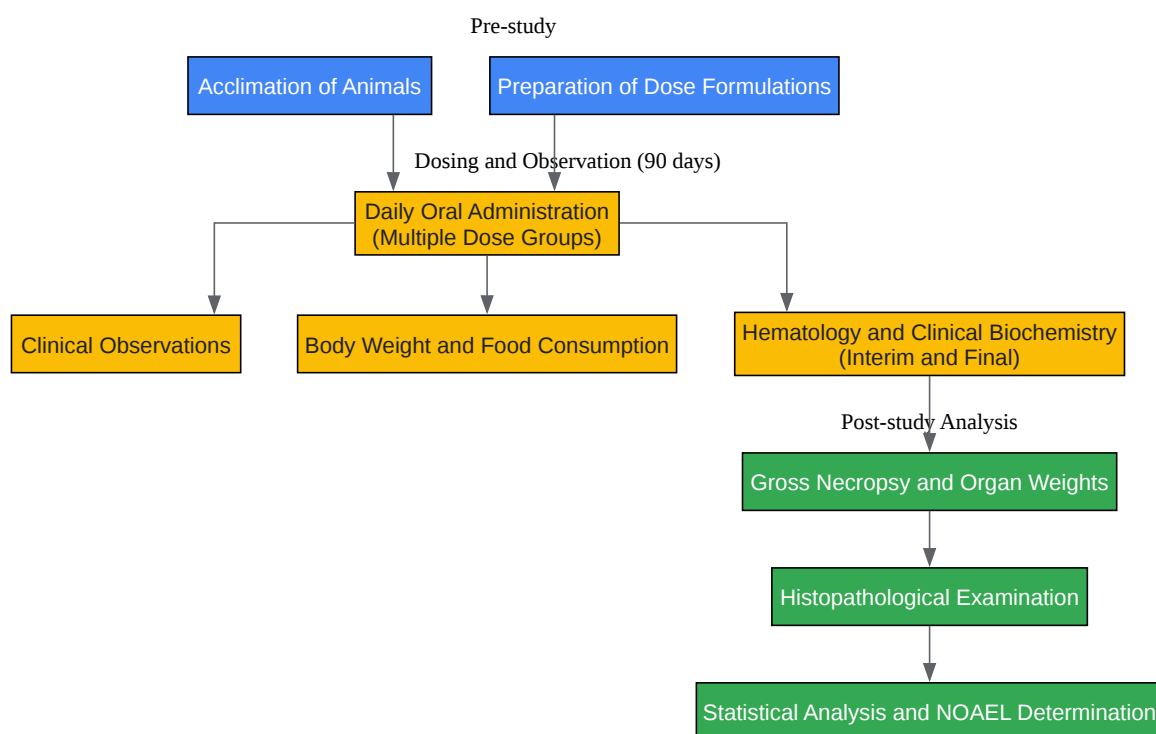 Pre-study
Acclimation of Animals
Preparation of Dose Formulations
Dosing and Observation (90 days)
Daily Oral Administration
(Multiple Dose Groups)
Clinical Observations
Body Weight and Food Consumption
Hematology and Clinical Biochemistry
(Interim and Final)
Post-study Analysis
Gross Necropsy and Organ Weights
Histopathological Examination
Statistical Analysis and NOAEL Determination